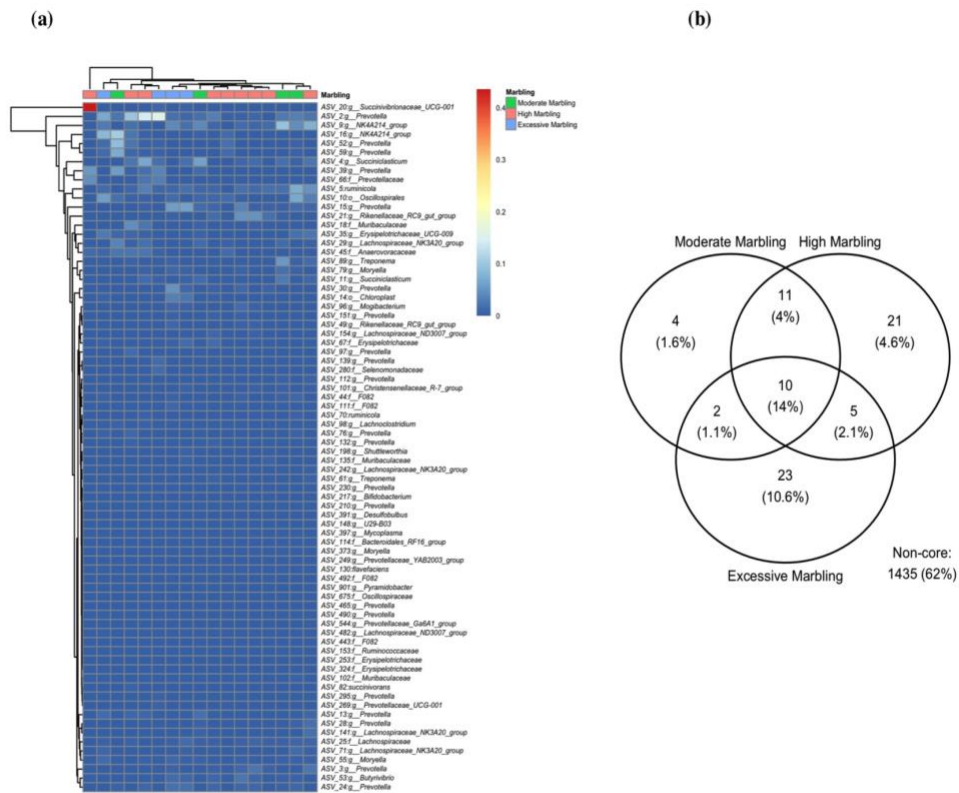 (a)
(b)
Marbling
ASV_20:g__Succinivibrionaceae_UCG-001
ASV_2:g__Prevotella
ASV_9:g__NK4A214_group
ASV_16:g__NK4A214_group
ASV_52:g__Prevotella
ASV_59:g__Prevotella
ASV_4:g__Succiniclasticum
ASV_39:g__Prevotella
ASV_66:f__Prevotellaceae
ASV_5:ruminicola
ASV_10:o__Oscillospirales
ASV_15:g__Prevotella
ASV_21:g__Rikenellaceae_RC9_gut_group
ASV_18:f__Muribaculaceae
ASV_35:g__Erysipelotrichaceae_UCG-009
ASV_29:g__Lachnospiraceae_NK3A20_group
ASV_45:f__Anaerovoracaceae
ASV_89:g__Treponema
ASV_79:g__Moryella
ASV_11:g__Succiniclasticum
ASV_30:g__Prevotella
ASV_14:o__Chloroplast
ASV_96:g__Mogibacterium
ASV_151:g__Prevotella
ASV_49:g__Rikenellaceae_RC9_gut_group
ASV_154:g__Lachnospiraceae_ND3007_group
ASV_67:f__Erysipelotrichaceae
ASV_97:g__Prevotella
ASV_139:g__Prevotella
ASV_280:f__Selenomonadaceae
ASV_112:g__Prevotella
ASV_101:g__Christensenellaceae_R-7_group
ASV_44:f__F082
ASV_111:f__F082
ASV_70:ruminicola
ASV_98:g__Lachnoclostridium
ASV_76:g__Prevotella
ASV_132:g__Prevotella
ASV_198:g__Shuttleworthia
ASV_135:f__Muribaculaceae
ASV_242:g__Lachnospiraceae_NK3A20_group
ASV_61:g__Treponema
ASV_230:g__Prevotella
ASV_217:g__Bifidobacterium
ASV_210:g__Prevotella
ASV_391:g__Desulfobulbus
ASV_148:g__U29-B03
ASV_397:g__Mycoplasma
ASV_114:f__Bacteroidales_RF16_group
ASV_373:g__Moryella
ASV_249:g__Prevotellaceae_YAB2003_group
ASV_130:flavefaciens
ASV_492:f__F082
ASV_901:g__Pyramidobacter
ASV_675:f__Oscillospiraceae
ASV_465:g__Prevotella
ASV_490:g__Prevotella
ASV_544:g__Prevotellaceae_Ga6A1_group
ASV_482:g__Lachnospiraceae_ND3007_group
ASV_443:f__F082
ASV_153:f__Ruminococcaceae
ASV_253:f__Erysipelotrichaceae
ASV_324:f__Erysipelotrichaceae
ASV_102:f__Muribaculaceae
ASV_82:succinivorans
ASV_295:g__Prevotella
ASV_269:g__Prevotellaceae_UCG-001
ASV_13:g__Prevotella
ASV_28:g__Prevotella
ASV_141:g__Lachnospiraceae_NK3A20_group
ASV_25:f__Lachnospiraceae
ASV_71:g__Lachnospiraceae_NK3A20_group
ASV_55:g__Moryella
ASV_3:g__Prevotella
ASV_53:g__Butyrivibrio
ASV_24:g__Prevotella
0.4
0.3
0.2
0.1
0
Marbling
Moderate Marbling
High Marbling
Excessive Marbling
Moderate Marbling High Marbling
11
(4%)
4
(1.6%)
21
(4.6%)
10
(14%)
2
(1.1%)
5
(2.1%)
23
(10.6%)
Excessive Marbling
Non-core:
1435 (62%)